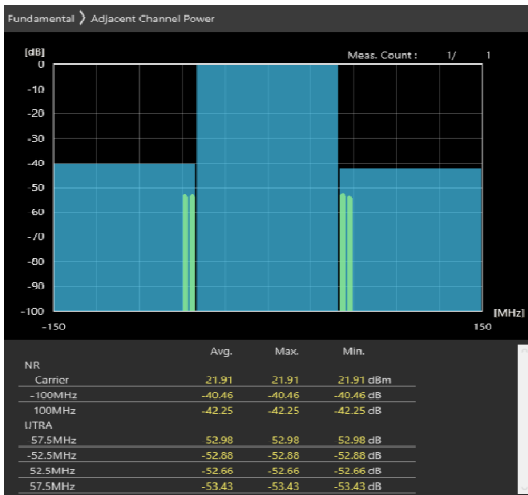 Fundamental 〉 Adjacent Channel Power
[dB]
Meas. Count : 1/ 1
0
-10
-20
-30
-40
-50
60
-70
-80
-90
-100
[MHz]
-150 150
Avg. Max. Min.
NR
Carrier 21.91 21.91 21.91 dBm
-100MHz -40.46 -40.46 -40.46 dB
100MHz -42.25 -42.25 -42.25 dB
UTRA
57.5MHz 52.98 52.98 52.98 dB
-52.5MHz -52.88 -52.88 -52.88 dB
52.5MHz -52.66 -52.66 -52.66 dB
57.5MHz -53.43 -53.43 -53.43 dB